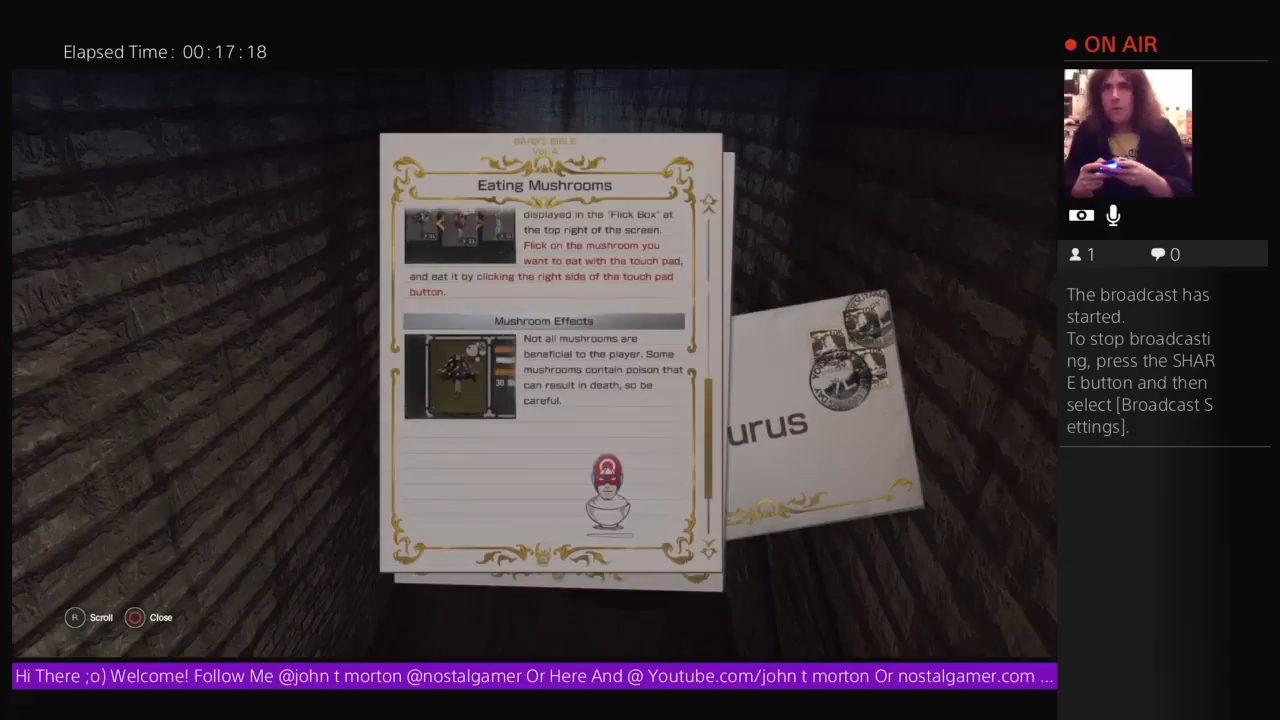 Elapsed Time: 00:17:18
ON AIR
BARB'S BIBLE
Vol. 4
Eating Mushrooms
displayed in the "Flick Box" at
the top right of the screen.
Flick on the mushroom you
want to eat with the touch pad,
and eat it by clicking the right side of the touch pad
button.
Mushroom Effects
Not all mushrooms are
beneficial to the player. Some
mushrooms contain poison that
can result in death, so be
careful.
30
urus
R Scroll Close
1 0
The broadcast has
started.
To stop broadcasti
ng, press the SHAR
E button and then
select [Broadcast S
ettings].
Hi There ;o) Welcome! Follow Me @john t morton @nostalgamer Or Here And @ Youtube.com/john t morton Or nostalgamer.com ...